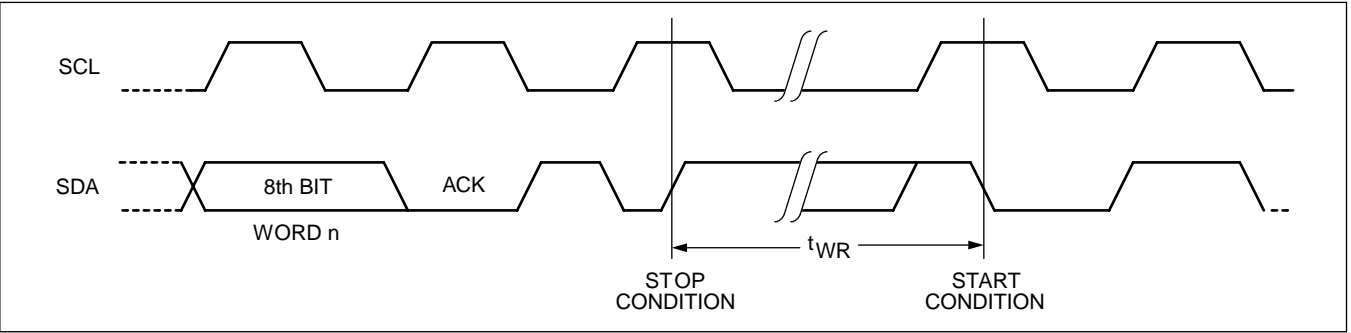 SCL
SDA
8th BIT
ACK
WORD n
tWR
STOP
CONDITION
START
CONDITION